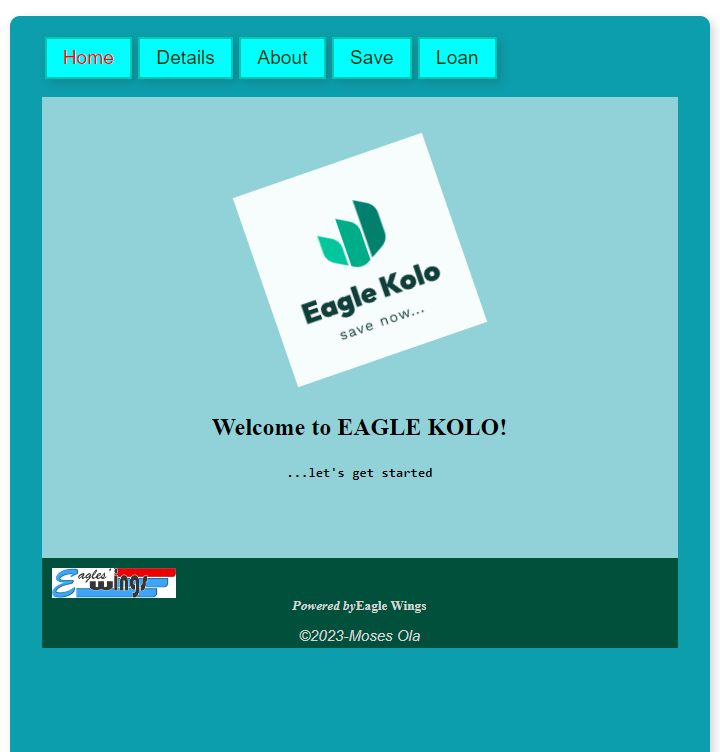 Home Details About Save Loan
Eagle Kolo
save now...
Welcome to EAGLE KOLO!
...let's get started
Eagles' wings
Powered byEagle Wings
©2023-Moses Ola